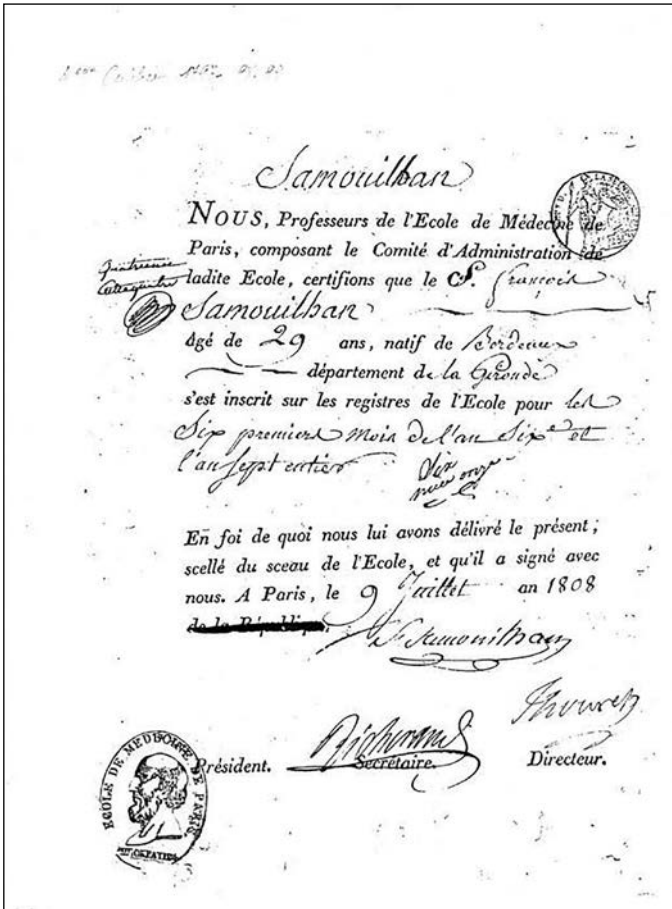 Samouilhan
NOUS, Professeurs de l'Ecole de Médecine de
Paris, composant le Comité d'Administration de
ladite Ecole, certifions que le C. françois
Samouilhan
âgé de 29 ans, natif de Bordeaux
département de la Gironde
s'est inscrit sur les registres de l'Ecole pour les
Six premiers mois de l'an Six.e et
l'an Sept entier
En foi de quoi nous lui avons délivré le présent;
scellé du sceau de l'Ecole, et qu'il a signé avec
nous. A Paris, le 9 Juillet an 1808
de la République.
Samouilhan
Richerand
Thouret
Président. Secrétaire. Directeur.
ECOLE DE MEDECINE DE PARIS.